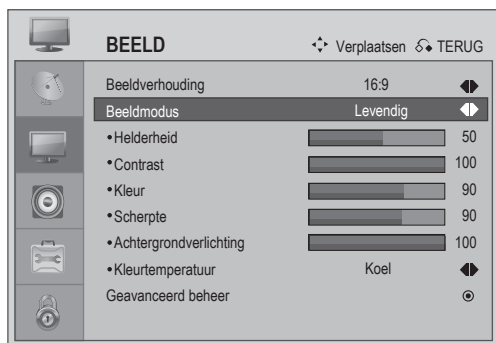 BEELD Verplaatsen TERUG
Beeldverhouding 16:9
Beeldmodus Levendig
•Helderheid 50
•Contrast 100
•Kleur 90
•Scherpte 90
•Achtergrondverlichting 100
•Kleurtemperatuur Koel
Geavanceerd beheer